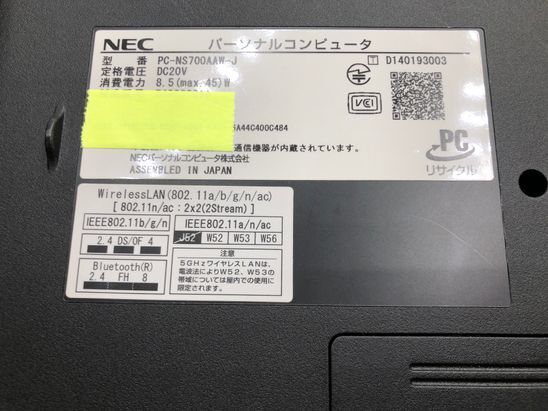 NEC パーソナルコンピュータ
型 番 PC-NS700AAW-J
定格電圧 DC20V
消費電力 8.5(max.45)W
T D140193003
VCCI
A44C400C484
通信機器が内蔵されています。
NECパーソナルコンピュータ株式会社
ASSEMBLED IN JAPAN
PC
リサイクル
WirelessLAN(802.11a/b/g/n/ac)
[ 802.11n/ac : 2x2(2Stream) ]
IEEE802.11b/g/n
2.4 DS/OF 4
Bluetooth(R)
2.4 FH 8
IEEE802.11a/n/ac
J52 W52 W53 W56
注意
5GHzワイヤレスLANは、
電波法によりW52、W53の
帯域については屋内での使用に
限定されます。